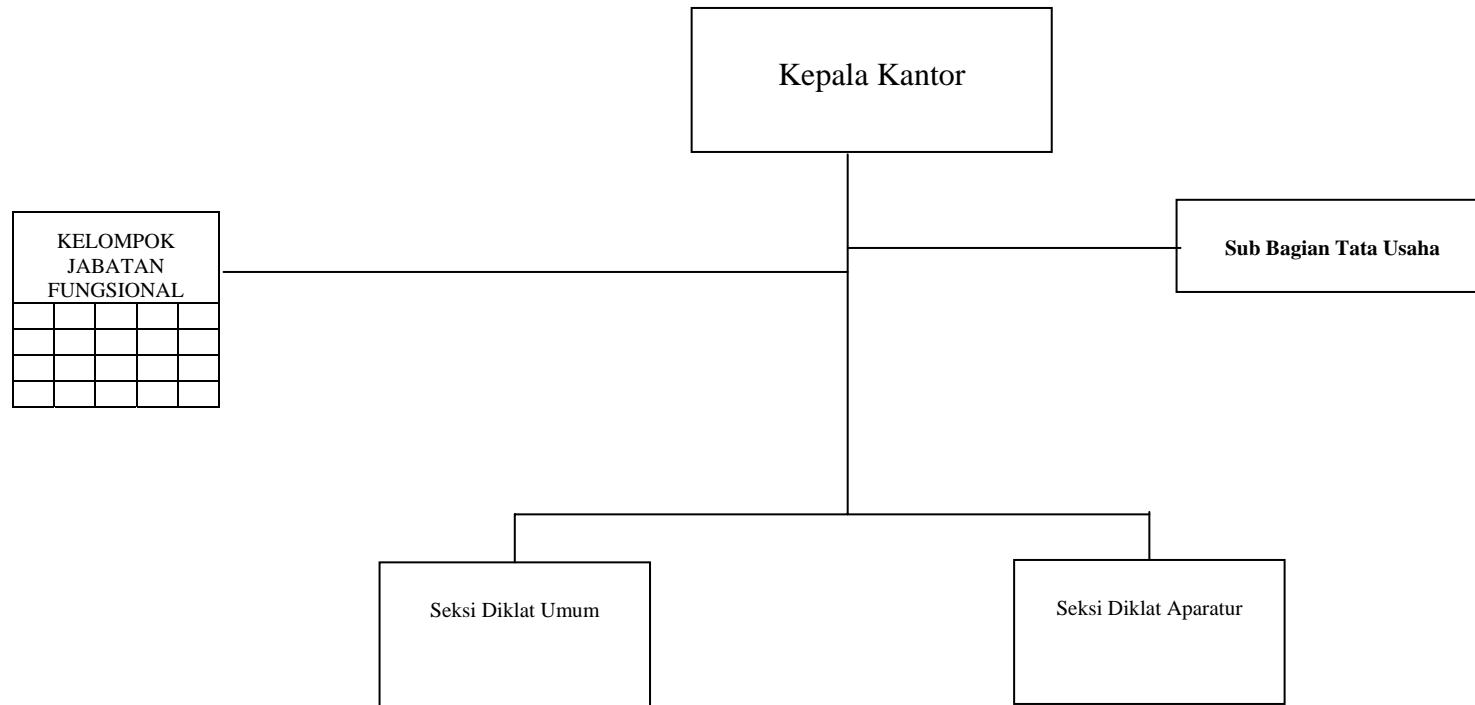 Kepala Kantor
KELOMPOK
JABATAN
FUNGSIONAL
Sub Bagian Tata Usaha
Seksi Diklat Umum
Seksi Diklat Aparatur